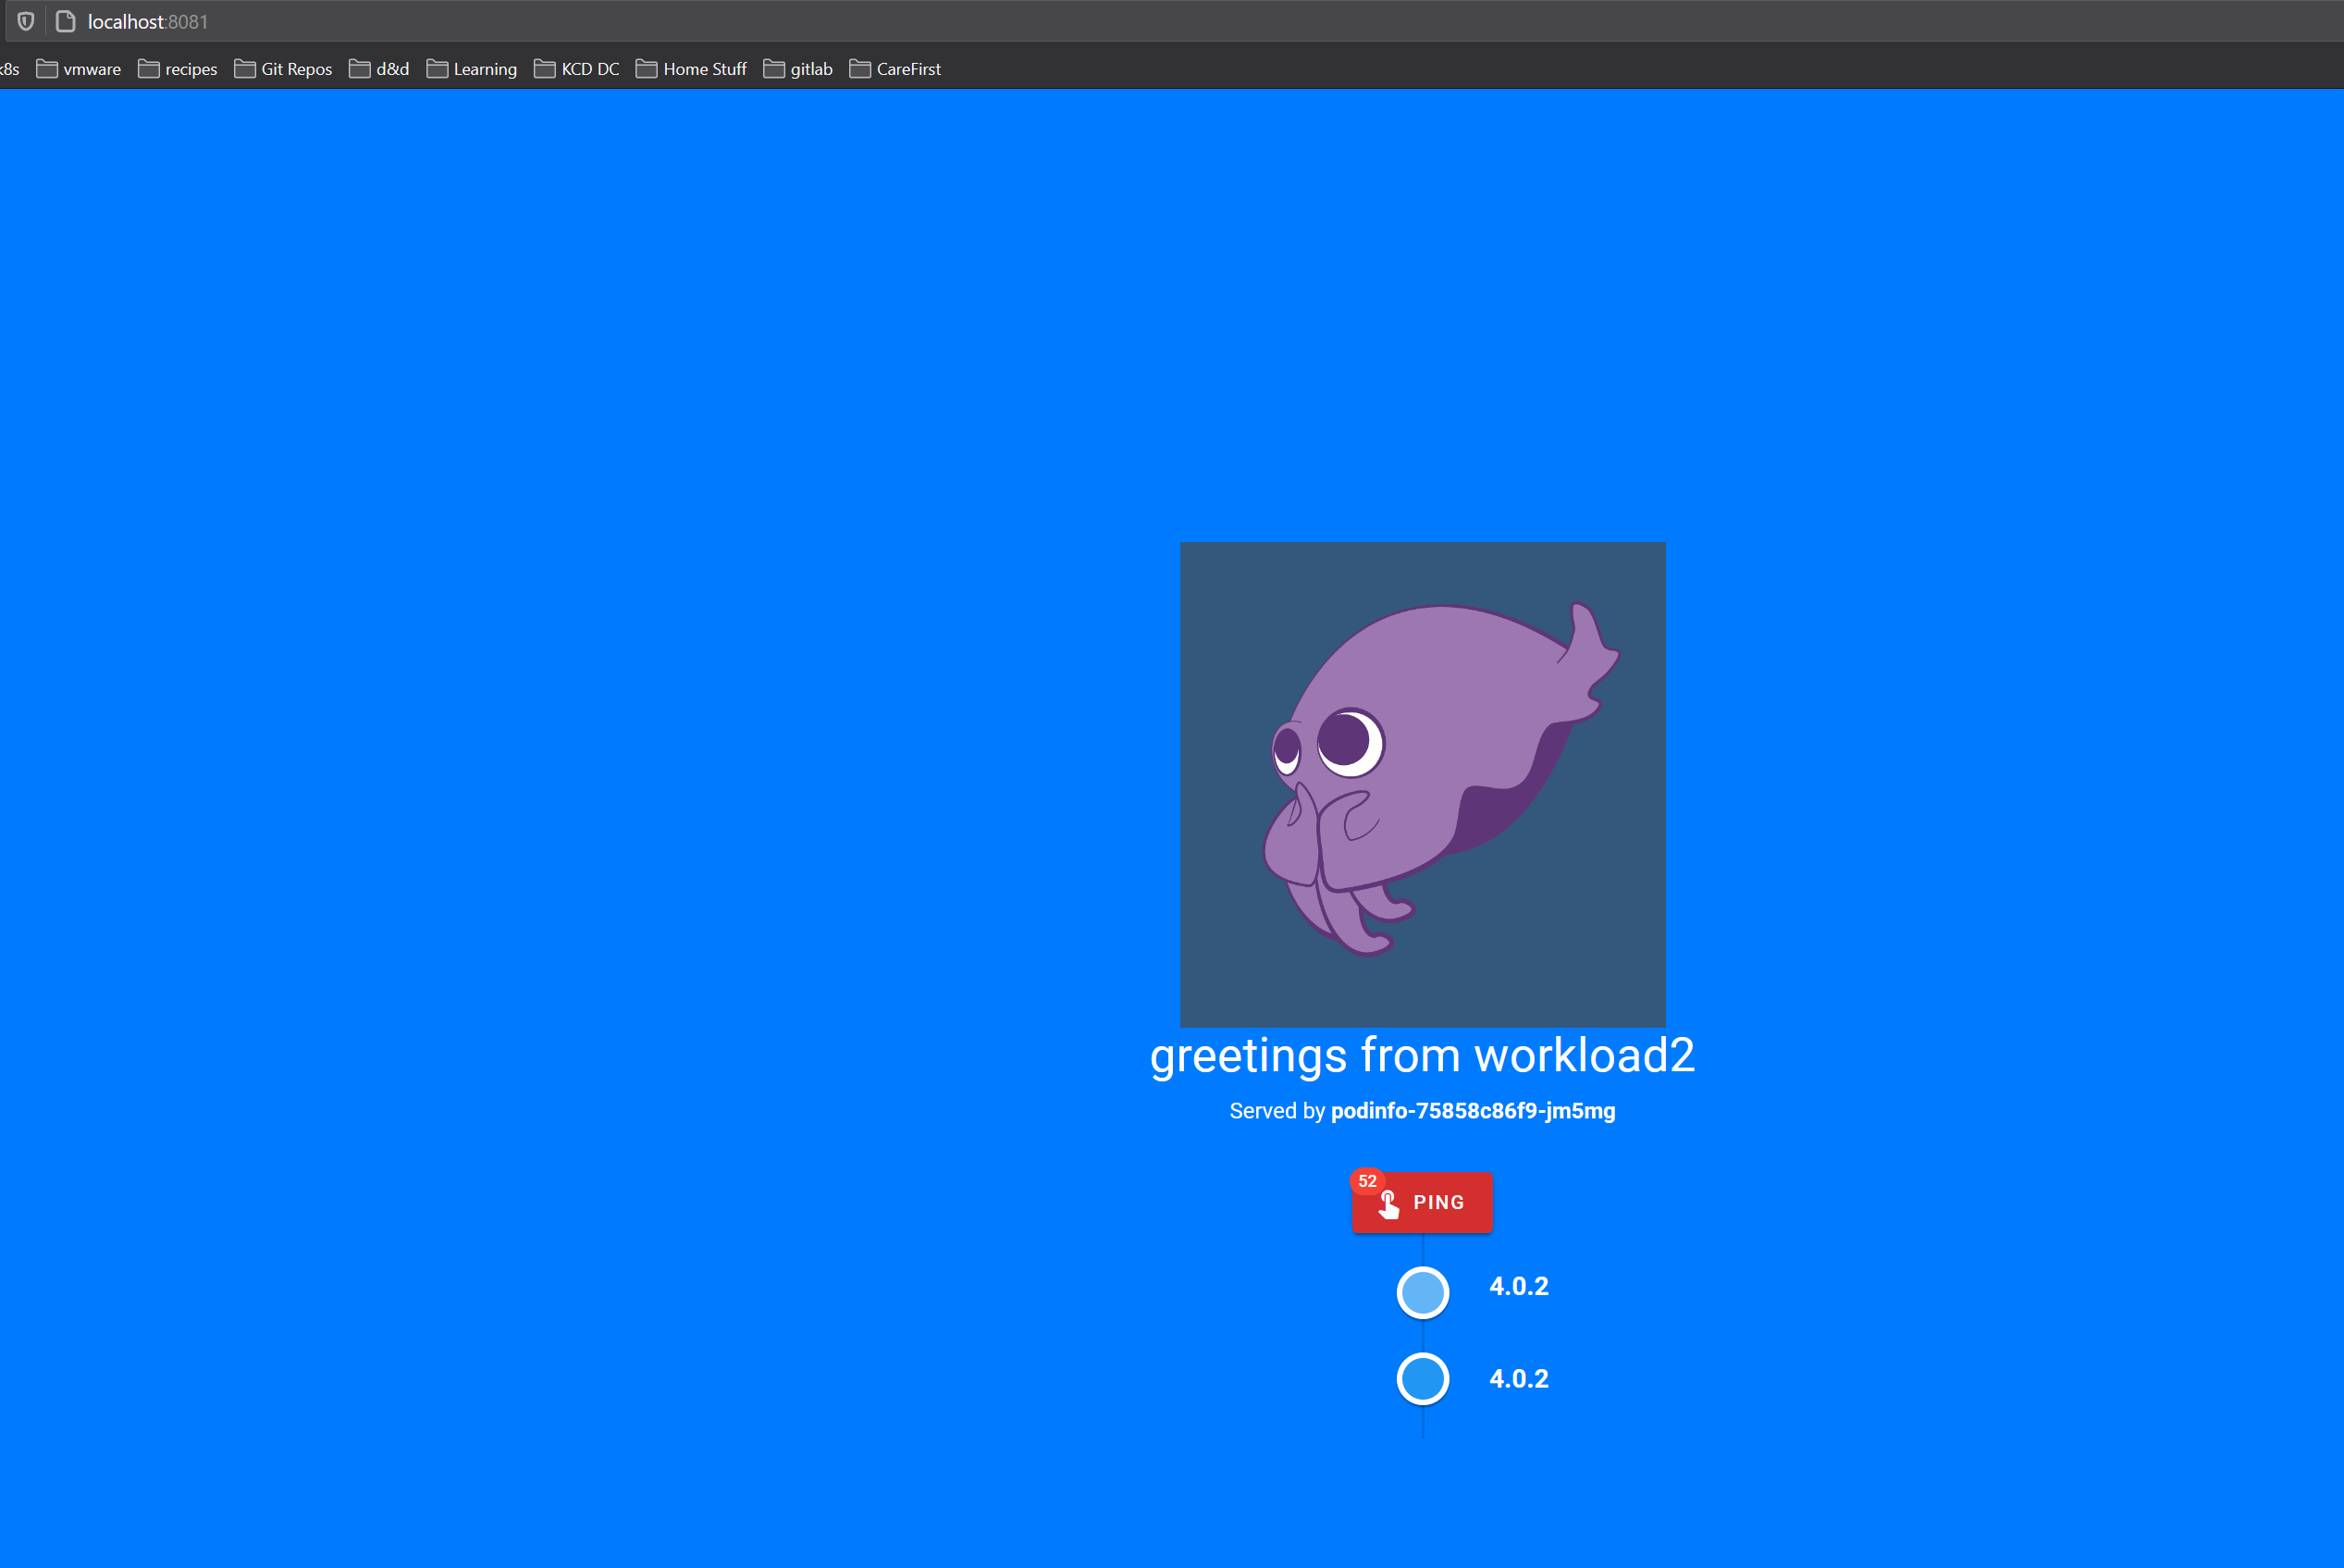 localhost:8081
k8s vmware recipes Git Repos d&d Learning KCD DC Home Stuff gitlab CareFirst
greetings from workload2
Served by podinfo-75858c86f9-jm5mg
52
PING
4.0.2
4.0.2